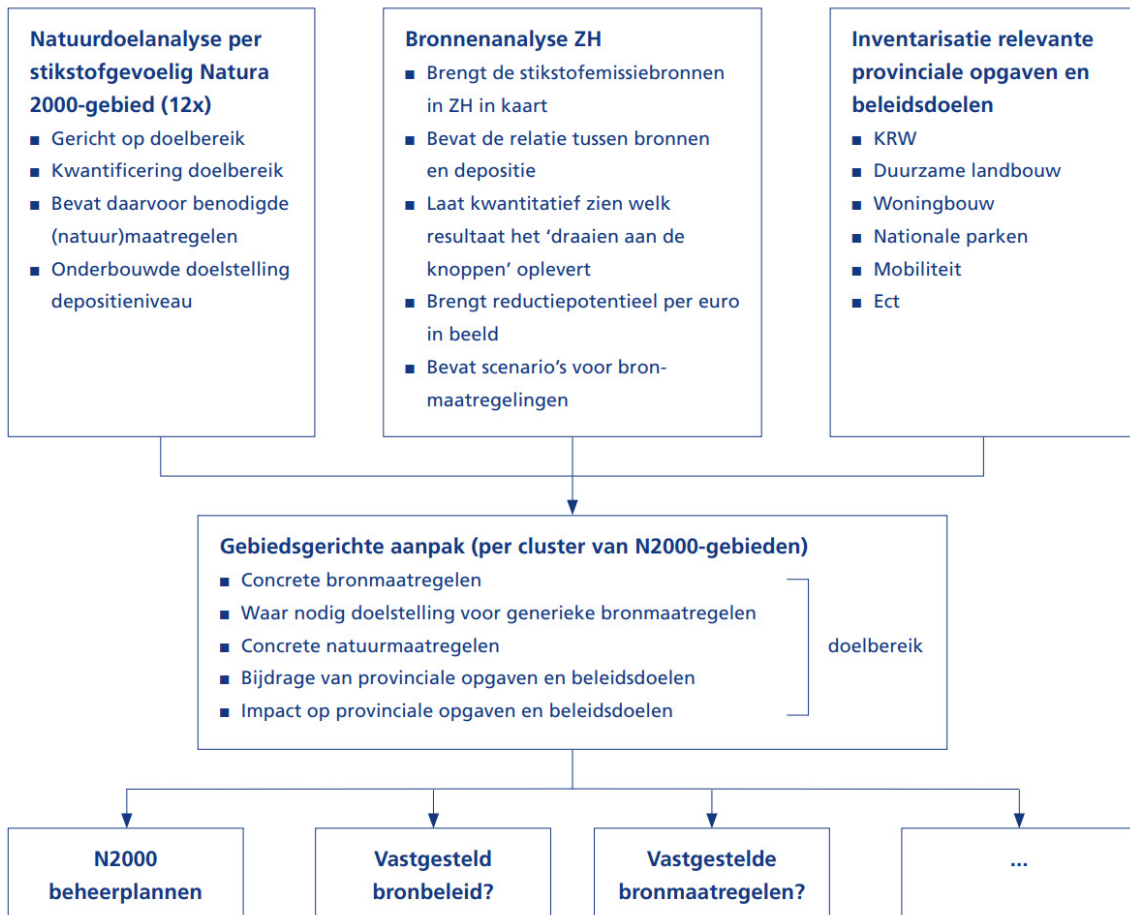 Natuurdoelanalyse per
stikstofgevoelig Natura
2000-gebied (12x)
■ Gericht op doelbereik
■ Kwantificering doelbereik
■ Bevat daarvoor benodigde
(natuur)maatregelen
■ Onderbouwde doelstelling
depositieniveau
Bronnenanalyse ZH
■ Brengt de stikstofemissiebronnen
in ZH in kaart
■ Bevat de relatie tussen bronnen
en depositie
■ Laat kwantitatief zien welk
resultaat het ‘draaien aan de
knoppen’ oplevert
■ Brengt reductiepotentieel per euro
in beeld
■ Bevat scenario’s voor bron-
maatregelingen
Inventarisatie relevante
provinciale opgaven en
beleidsdoelen
■ KRW
■ Duurzame landbouw
■ Woningbouw
■ Nationale parken
■ Mobiliteit
■ Ect
Gebiedsgerichte aanpak (per cluster van N2000-gebieden)
■ Concrete bronmaatregelen
■ Waar nodig doelstelling voor generieke bronmaatregelen
■ Concrete natuurmaatregelen
■ Bijdrage van provinciale opgaven en beleidsdoelen
■ Impact op provinciale opgaven en beleidsdoelen
doelbereik
N2000
beheerplannen
Vastgesteld
bronbeleid?
Vastgestelde
bronmaatregelen?
...